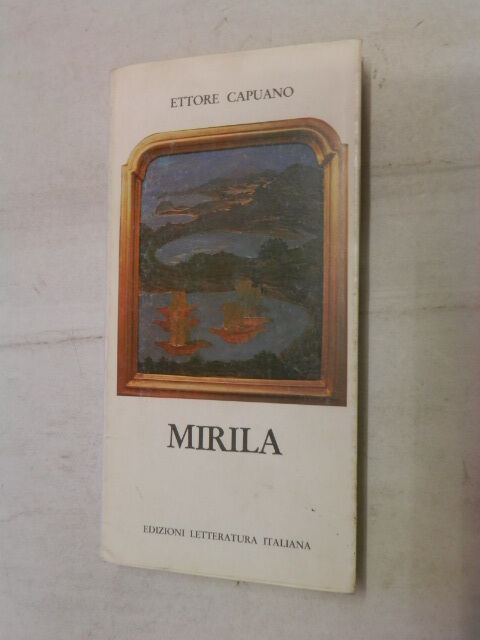 ETTORE CAPUANO
MIRILA
EDIZIONI LETTERATURA ITALIANA